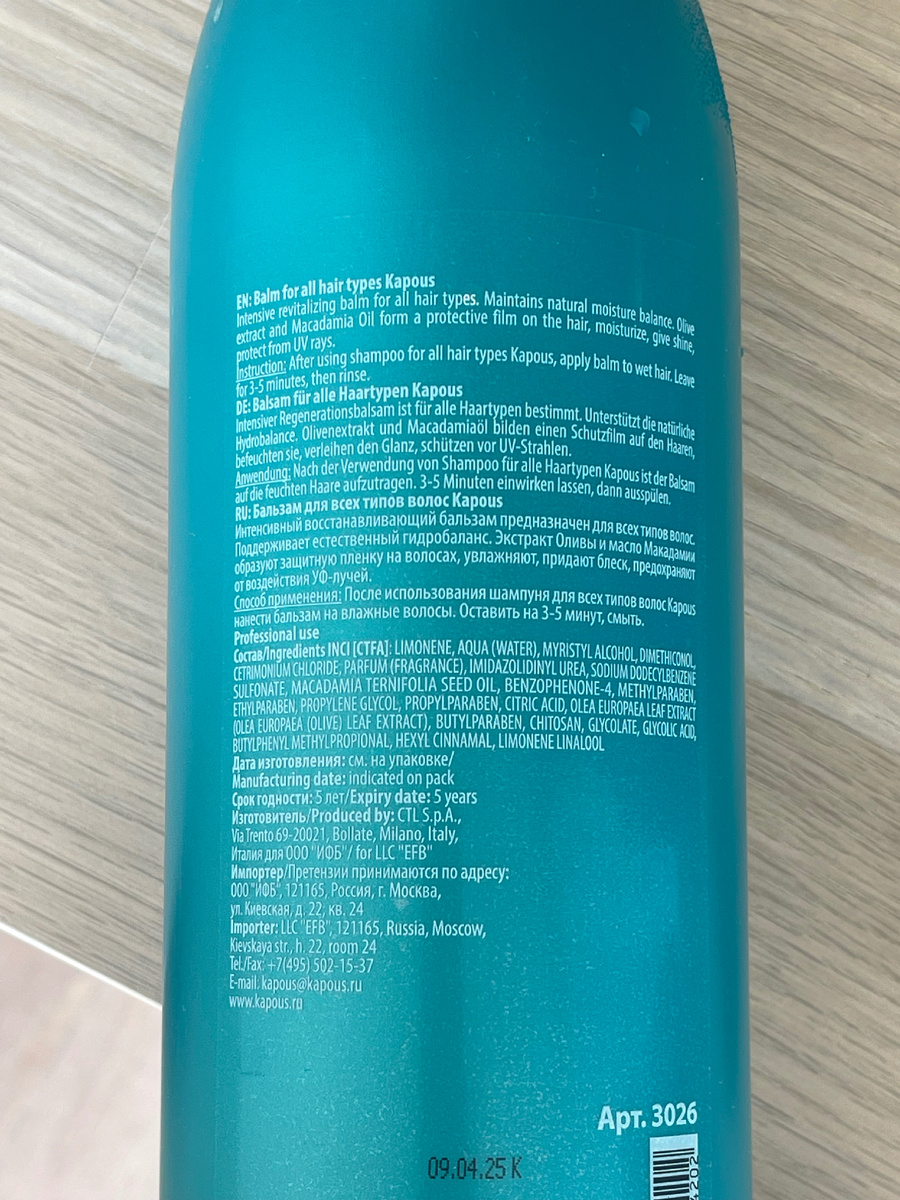 EN: Balm for all hair types Kapous
Intensive revitalizing balm for all hair types. Maintains natural moisture balance. Olive
extract and Macadamia Oil form a protective film on the hair, moisturize, give shine,
protect from UV rays.
Instruction: After using shampoo for all hair types Kapous, apply balm to wet hair. Leave
for 3-5 minutes, then rinse.
DE: Balsam für alle Haartypen Kapous
Intensiver Regenerationsbalsam ist für alle Haartypen bestimmt. Unterstützt die natürliche
Hydrobalance. Olivenextrakt und Macadamiaöl bilden einen Schutzfilm auf den Haaren,
befeuchten sie, verleihen den Glanz, schützen vor UV-Strahlen.
Anwendung: Nach der Verwendung von Shampoo für alle Haartypen Kapous ist der Balsam
auf die feuchten Haare aufzutragen. 3-5 Minuten einwirken lassen, dann ausspülen.
RU: Бальзам для всех типов волос Kapous
Интенсивный восстанавливающий бальзам предназначен для всех типов волос.
Поддерживает естественный гидробаланс. Экстракт Оливы и масло Макадамии
образуют защитную пленку на волосах, увлажняют, придают блеск, предохраняют
от воздействия УФ-лучей.
Способ применения: После использования шампуня для всех типов волос Kapous
нанести бальзам на влажные волосы. Оставить на 3-5 минут, смыть.
Professional use
Состав/Ingredients INCI [CTFA]: LIMONENE, AQUA (WATER), MYRISTYL ALCOHOL, DIMETHICONOL,
CETRIMONIUM CHLORIDE, PARFUM (FRAGRANCE), IMIDAZOLIDINYL UREA, SODIUM DODECYLBENZENE
SULFONATE, MACADAMIA TERNIFOLIA SEED OIL, BENZOPHENONE-4, METHYLPARABEN,
ETHYLPARABEN, PROPYLENE GLYCOL, PROPYLPARABEN, CITRIC ACID, OLEA EUROPAEA LEAF EXTRACT
(OLEA EUROPAEA (OLIVE) LEAF EXTRACT), BUTYLPARABEN, CHITOSAN, GLYCOLATE, GLYCOLIC ACID,
BUTYLPHENYL METHYLPROPIONAL, HEXYL CINNAMAL, LIMONENE LINALOOL
Дата изготовления: см. на упаковке/
Manufacturing date: indicated on pack
Срок годности: 5 лет/Expiry date: 5 years
Изготовитель/Produced by: CTL S.p.A.,
Via Trento 69-20021, Bollate, Milano, Italy,
Италия для ООО "ИФБ"/ for LLC "EFB"
Импортер/Претензии принимаются по адресу:
ООО "ИФБ", 121165, Россия, г. Москва,
ул. Киевская, д. 22, кв. 24
Importer: LLC "EFB", 121165, Russia, Moscow,
Kievskaya str., h. 22, room 24
Tel./Fax: +7(495) 502-15-37
E-mail: kapous@kapous.ru
www.kapous.ru
Арт. 3026
09.04.25 K